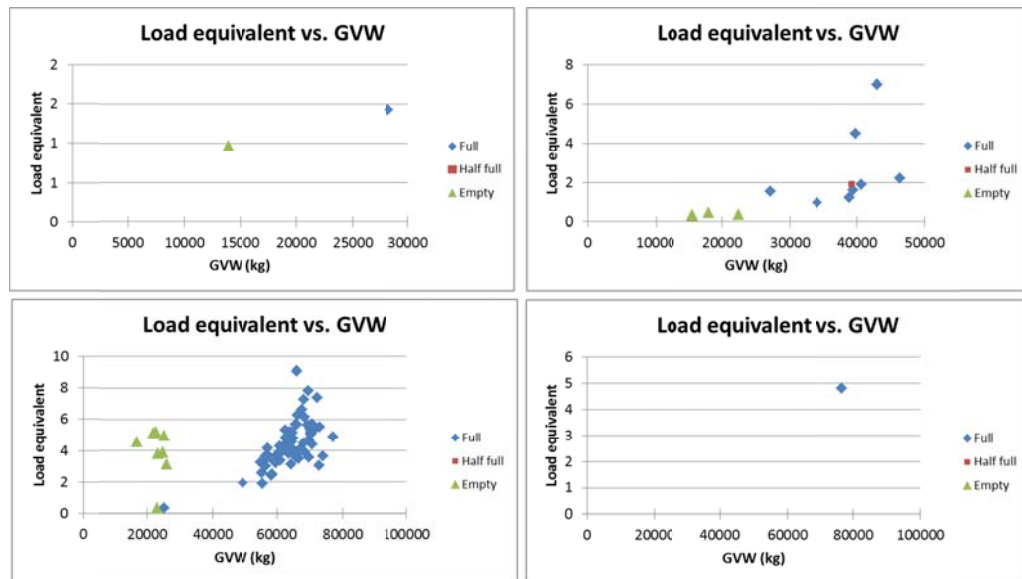 Load equivalent vs. GVW
2
2
1
1
0
Load equivalent
0 5000 10000 15000 20000 25000 30000
GVW (kg)
Full
Half full
Empty
Load equivalent vs. GVW
8
6
4
2
0
Load equivalent
0 10000 20000 30000 40000 50000
GVW (kg)
Full
Half full
Empty
Load equivalent vs. GVW
10
8
6
4
2
0
Load equivalent
0 20000 40000 60000 80000 100000
GVW (kg)
Full
Half full
Empty
Load equivalent vs. GVW
6
5
4
3
2
1
0
Load equivalent
0 20000 40000 60000 80000 100000
GVW (kg)
Full
Half full
Empty